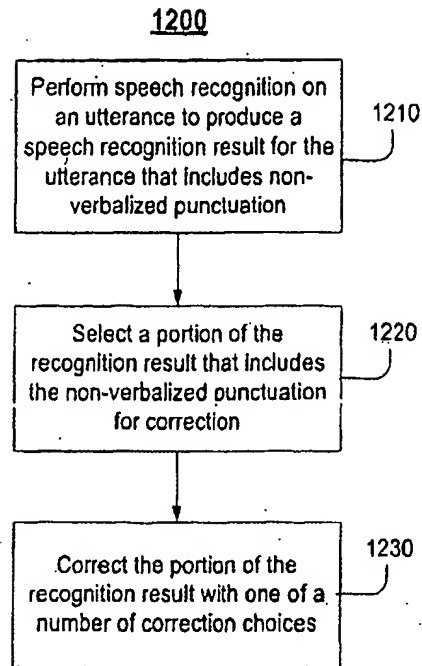 1200
Perform speech recognition on
an utterance to produce a
speech recognition result for the
utterance that includes non-
verbalized punctuation
1210
Select a portion of the
recognition result that includes
the non-verbalized punctuation
for correction
1220
Correct the portion of the
recognition result with one of a
number of correction choices
1230